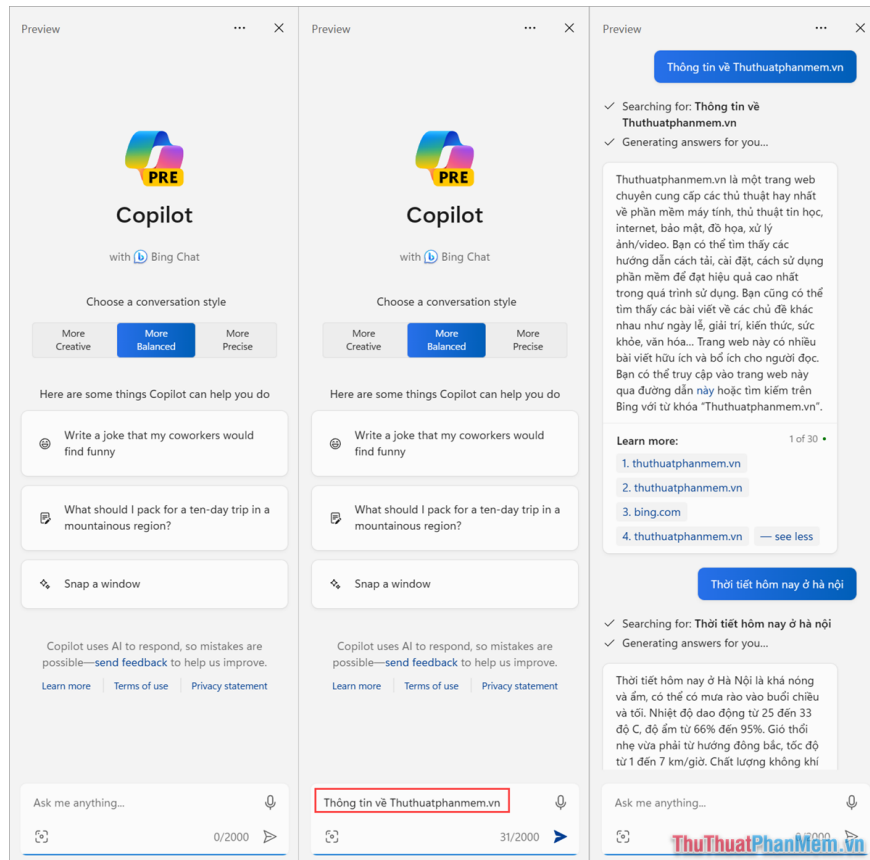 Preview
PRE
Copilot
with Bing Chat
Choose a conversation style
More Creative
More Balanced
More Precise
Here are some things Copilot can help you do
Write a joke that my coworkers would
find funny
What should I pack for a ten-day trip in a
mountainous region?
Snap a window
Copilot uses AI to respond, so mistakes are
possible—send feedback to help us improve.
Learn more
Terms of use
Privacy statement
Ask me anything...
0/2000
Preview
PRE
Copilot
with Bing Chat
Choose a conversation style
More Creative
More Balanced
More Precise
Here are some things Copilot can help you do
Write a joke that my coworkers would
find funny
What should I pack for a ten-day trip in a
mountainous region?
Snap a window
Copilot uses AI to respond, so mistakes are
possible—send feedback to help us improve.
Learn more
Terms of use
Privacy statement
Thông tin về Thuthuatphanmem.vn
31/2000
Preview
Thông tin về Thuthuatphanmem.vn
Searching for: Thông tin về
Thuthuatphanmem.vn
Generating answers for you...
Thuthuatphanmem.vn là một trang web
chuyên cung cấp các thủ thuật hay nhất
về phần mềm máy tính, thủ thuật tin học,
internet, bảo mật, đồ họa, xử lý
ảnh/video. Bạn có thể tìm thấy các
hướng dẫn cách tải, cài đặt, cách sử dụng
phần mềm để đạt hiệu quả cao nhất
trong quá trình sử dụng. Bạn cũng có thể
tìm thấy các bài viết về các chủ đề khác
nhau như ngày lễ, giải trí, kiến thức, sức
khỏe, văn hóa... Trang web này có nhiều
bài viết hữu ích và bổ ích cho người đọc.
Bạn có thể truy cập vào trang web này
qua đường dẫn này hoặc tìm kiếm trên
Bing với từ khóa "Thuthuatphanmem.vn".
Learn more:
1 of 30
1. thuthuatphanmem.vn
2. thuthuatphanmem.vn
3. bing.com
4. thuthuatphanmem.vn
— see less
Thời tiết hôm nay ở hà nội
Searching for: Thời tiết hôm nay ở hà nội
Generating answers for you...
Thời tiết hôm nay ở Hà Nội là khá nóng
và ẩm, có thể có mưa rào vào buổi chiều
và tối. Nhiệt độ dao động từ 25 đến 33
độ C, độ ẩm từ 66% đến 95%. Gió thổi
nhẹ vừa phải từ hướng đông bắc, tốc độ
từ 1 đến 7 km/giờ. Chất lượng không khí
Ask me anything...
0/2000
ThuThuatPhanMem.vn